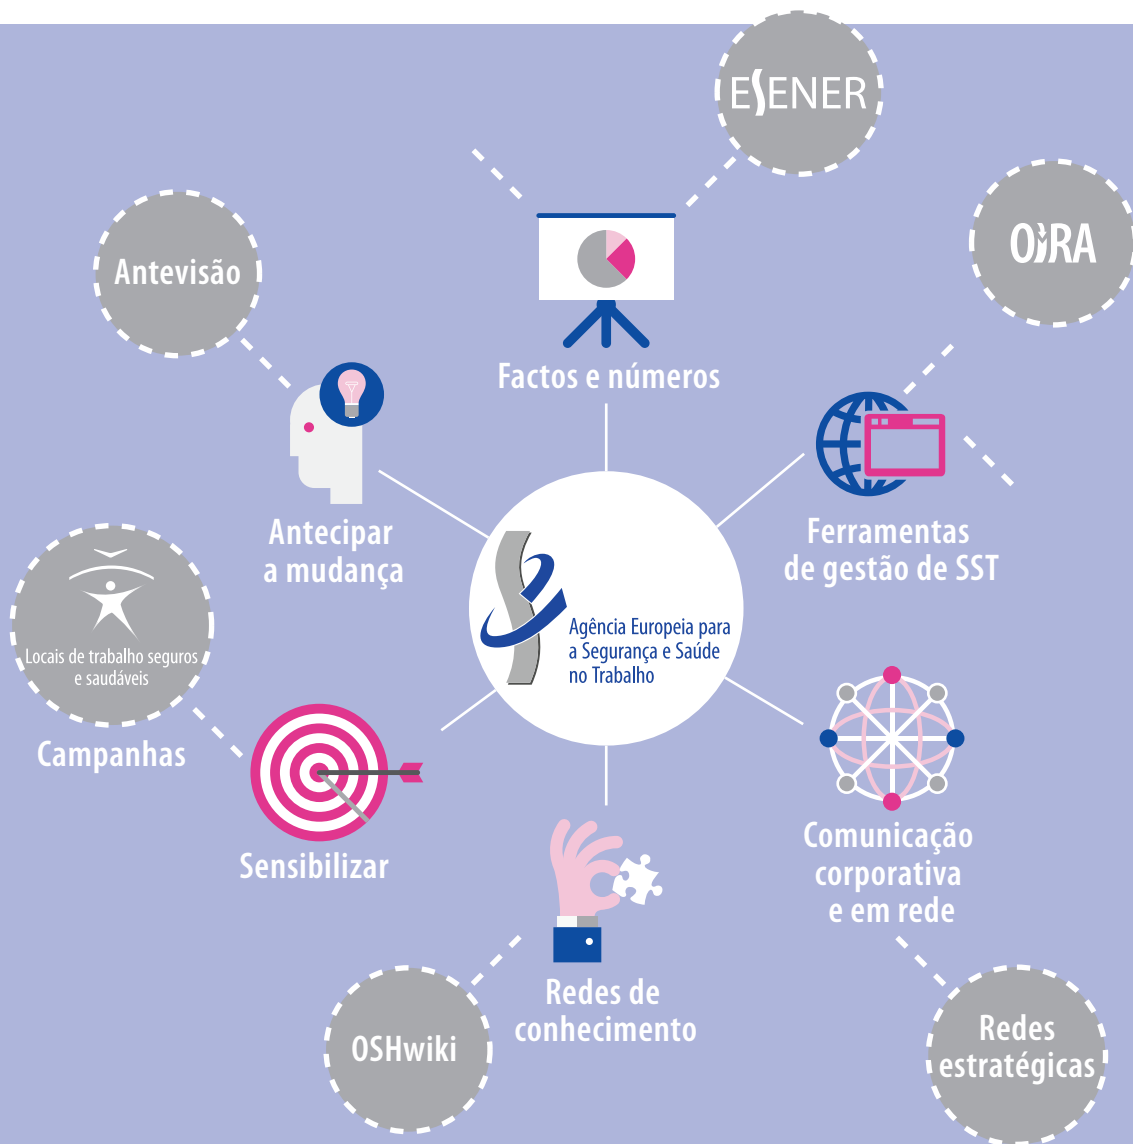 ESENER
OiRA
Antevisão
Factos e números
Antecipar
a mudança
Ferramentas
de gestão de SST
Agência Europeia para
a Segurança e Saúde
no Trabalho
Locais de trabalho seguros
e saudáveis
Campanhas
Sensibilizar
Comunicação
corporativa
e em rede
Redes de
conhecimento
OSHwiki
Redes
estratégicas